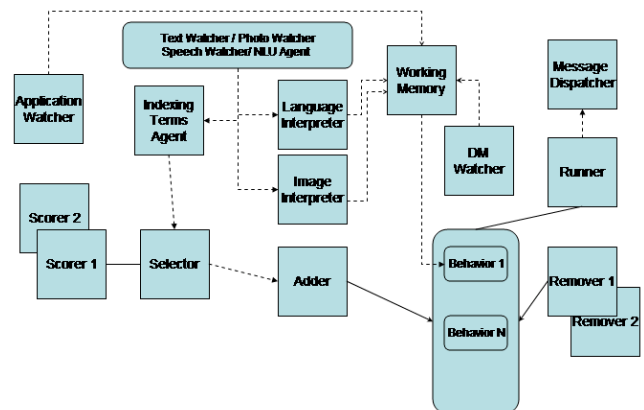 Text Watcher / Photo Watcher
Speech Watcher/ NLU Agent
Application
Watcher
Indexing
Terms
Agent
Language
Interpreter
Image
Interpreter
Working
Memory
DM
Watcher
Message
Dispatcher
Runner
Scorer 2
Scorer 1
Selector
Adder
Behavior 1
Behavior N
Remover 1
Remover 2